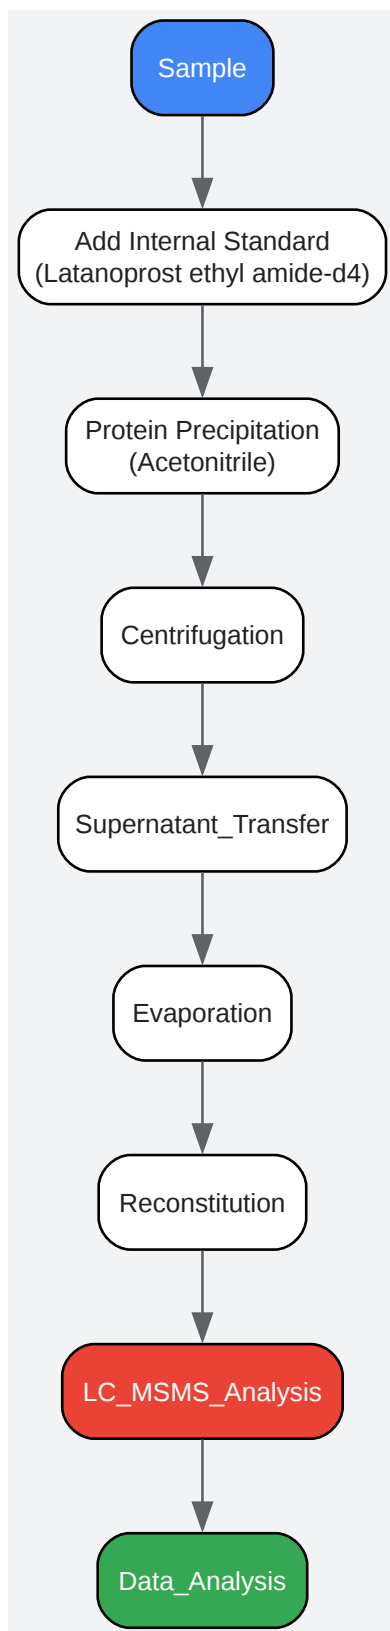 Sample
Add Internal Standard
(Latanoprost ethyl amide-d4)
Protein Precipitation
(Acetonitrile)
Centrifugation
Supernatant_Transfer
Evaporation
Reconstitution
LC_MSMS_Analysis
Data_Analysis